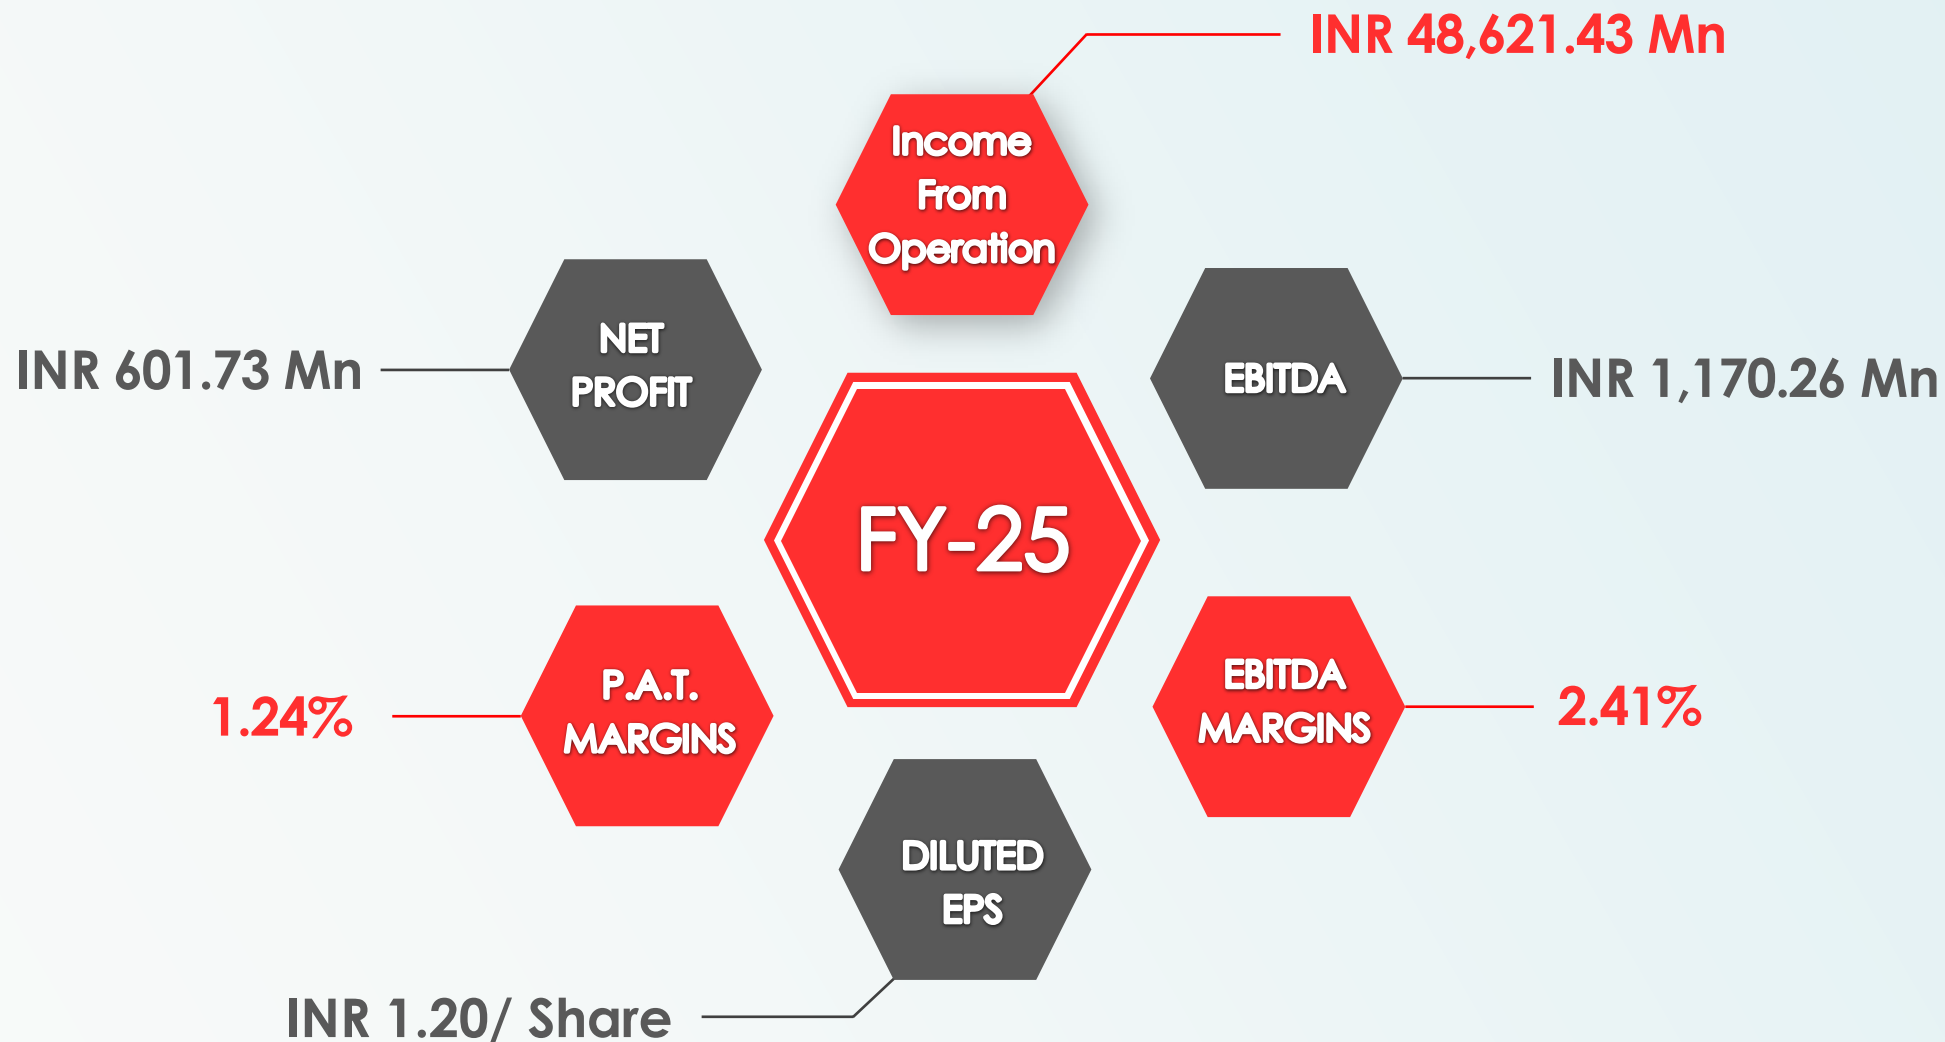 INR 48,621.43 Mn
Income
From
Operation
NET
PROFIT
INR 601.73 Mn
EBITDA
INR 1,170.26 Mn
FY-25
P.A.T.
MARGINS
1.24%
EBITDA
MARGINS
2.41%
DILUTED
EPS
INR 1.20/ Share